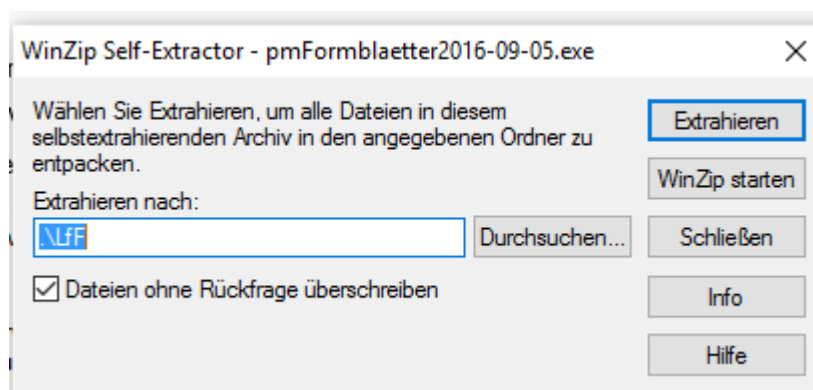 WinZip Self-Extractor - pmFormblaetter2016-09-05.exe
Wählen Sie Extrahieren, um alle Dateien in diesem
selbstextrahierenden Archiv in den angegebenen Ordner zu
entpacken.
Extrahieren nach:
.\LfF
Durchsuchen...
Dateien ohne Rückfrage überschreiben
Extrahieren
WinZip starten
Schließen
Info
Hilfe